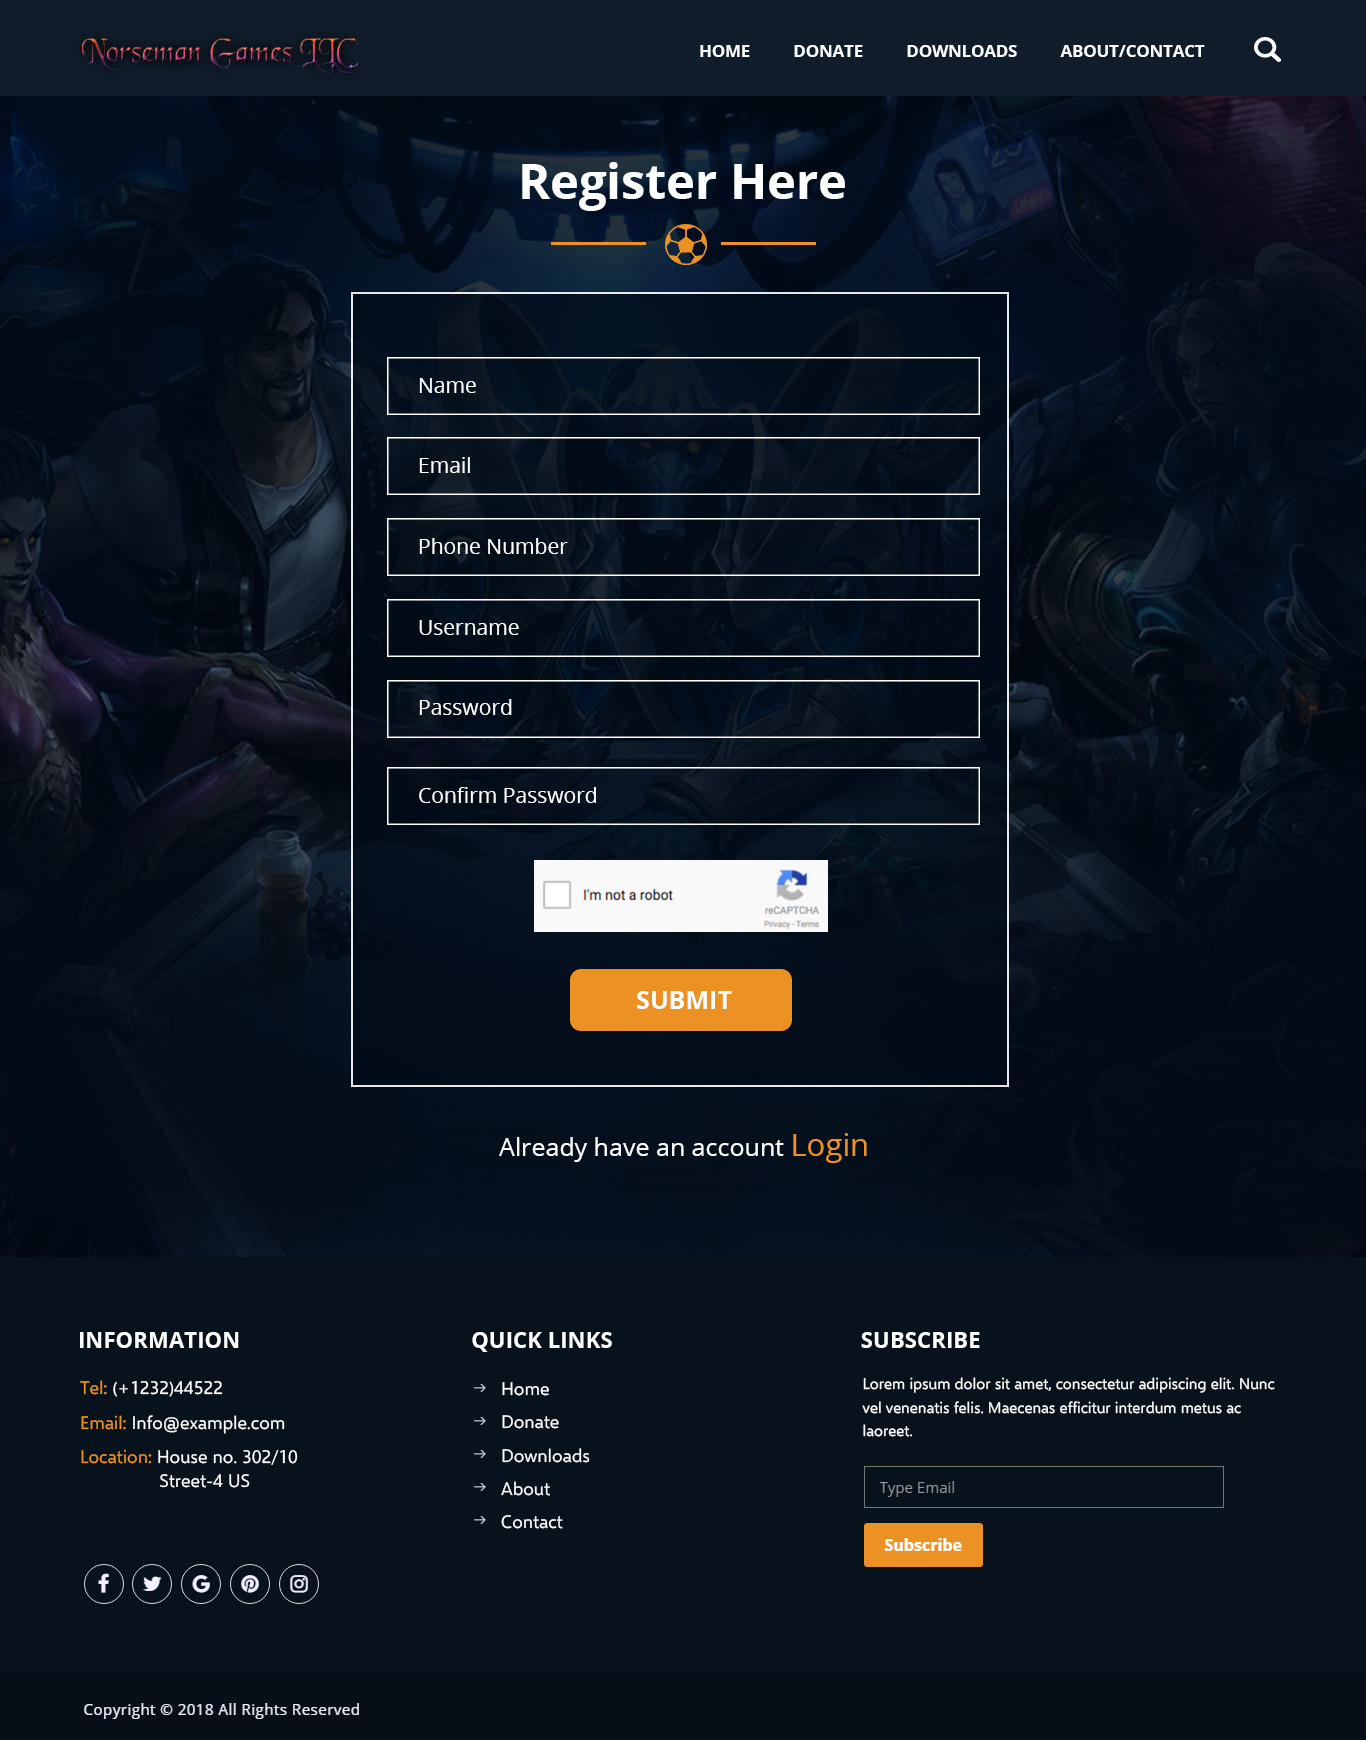 Norseman Games LLC
HOME DONATE DOWNLOADS ABOUT/CONTACT
Register Here
Name
Email
Phone Number
Username
Password
Confirm Password
I'm not a robot
reCAPTCHA
Privacy - Terms
SUBMIT
Already have an account Login
INFORMATION
Tel: (+1232)44522
Email: Info@example.com
Location: House no. 302/10
Street-4 US
QUICK LINKS
Home
Donate
Downloads
About
Contact
SUBSCRIBE
Lorem ipsum dolor sit amet, consectetur adipiscing elit. Nunc
vel venenatis felis. Maecenas efficitur interdum metus ac
laoreet.
Type Email
Subscribe
Copyright © 2018 All Rights Reserved